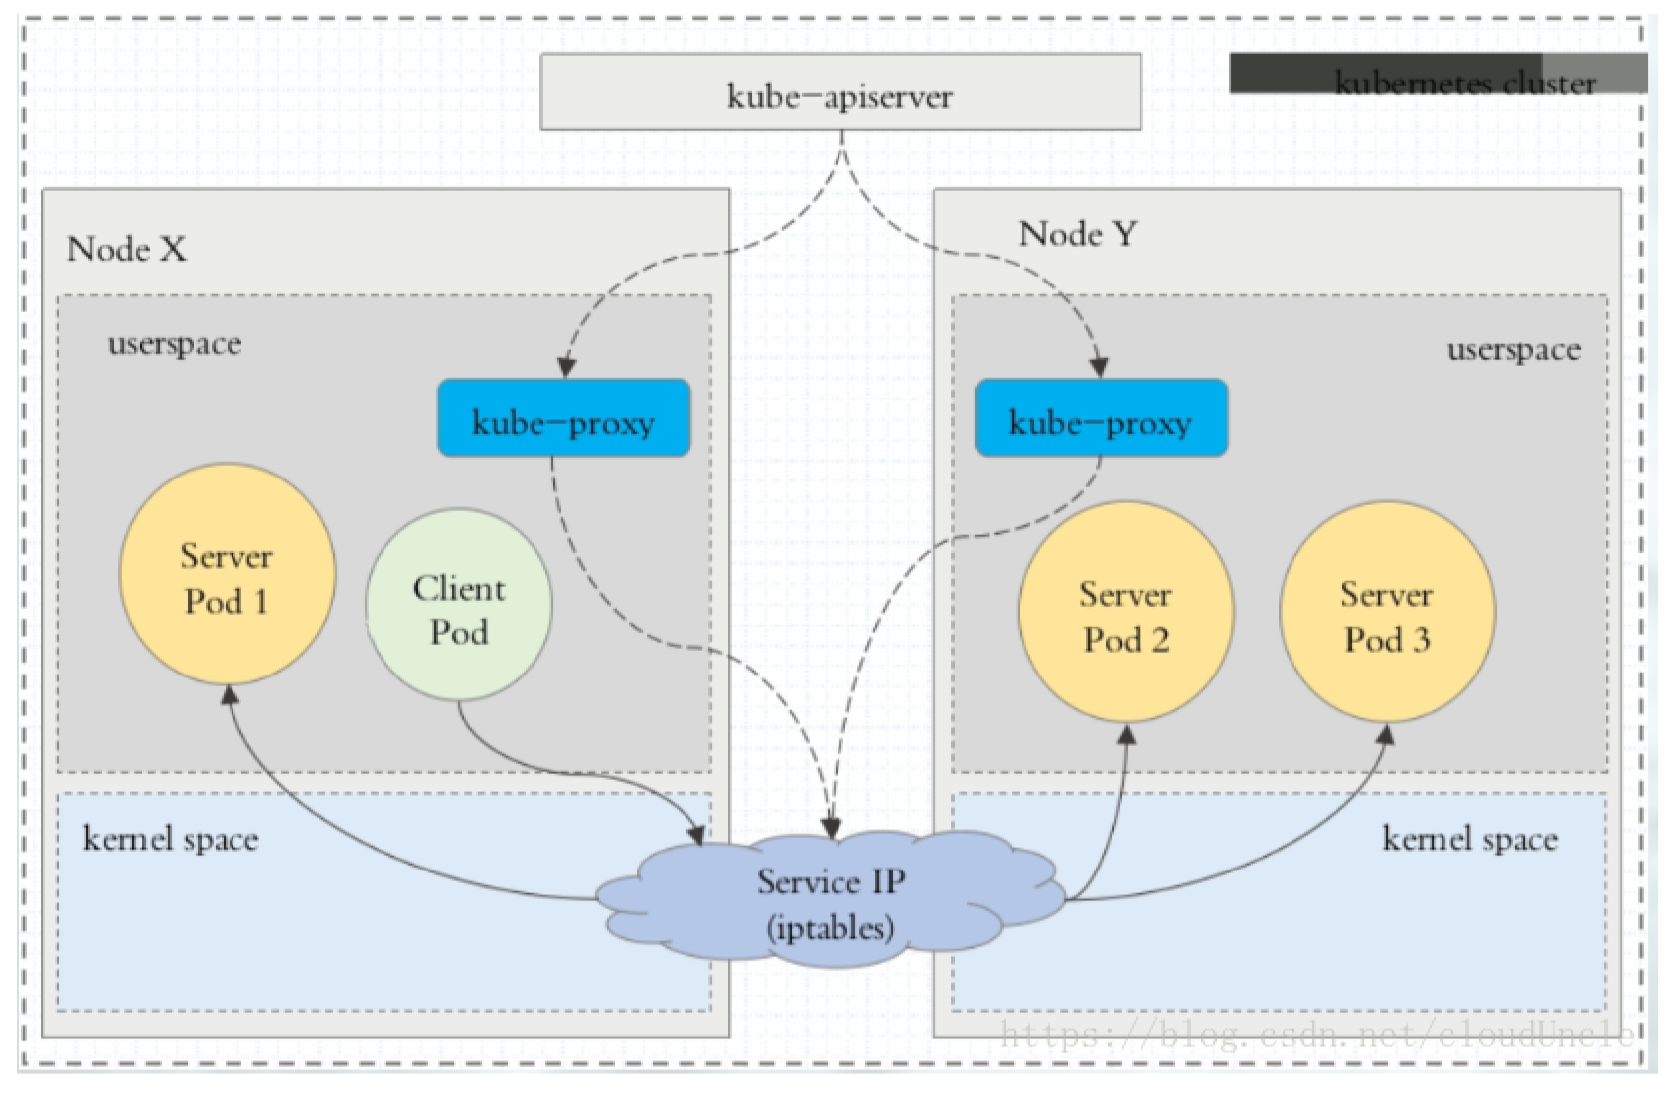 kube-apiserver
kubernetes cluster
Node X
Node Y
userspace
userspace
kube-proxy
kube-proxy
Server
Pod 1
Client
Pod
Server
Pod 2
Server
Pod 3
kernel space
kernel space
Service IP
(iptables)
https://blog.csdn.net/cloudUncle